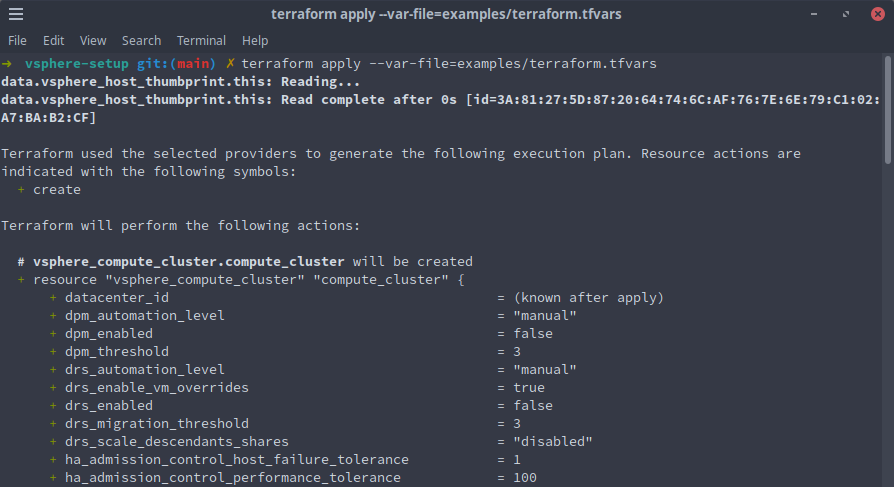 terraform apply --var-file=examples/terraform.tfvars
File Edit View Search Terminal Help
➜ vsphere-setup git:(main) ✗ terraform apply --var-file=examples/terraform.tfvars
data.vsphere_host_thumbprint.this: Reading...
data.vsphere_host_thumbprint.this: Read complete after 0s [id=3A:81:27:5D:87:20:64:74:6C:AF:76:7E:6E:79:C1:02:
A7:BA:B2:CF]
Terraform used the selected providers to generate the following execution plan. Resource actions are
indicated with the following symbols:
+ create
Terraform will perform the following actions:
# vsphere_compute_cluster.compute_cluster will be created
+ resource "vsphere_compute_cluster" "compute_cluster" {
+ datacenter_id = (known after apply)
+ dpm_automation_level = "manual"
+ dpm_enabled = false
+ dpm_threshold = 3
+ drs_automation_level = "manual"
+ drs_enable_vm_overrides = true
+ drs_enabled = false
+ drs_migration_threshold = 3
+ drs_scale_descendants_shares = "disabled"
+ ha_admission_control_host_failure_tolerance = 1
+ ha_admission_control_performance_tolerance = 100